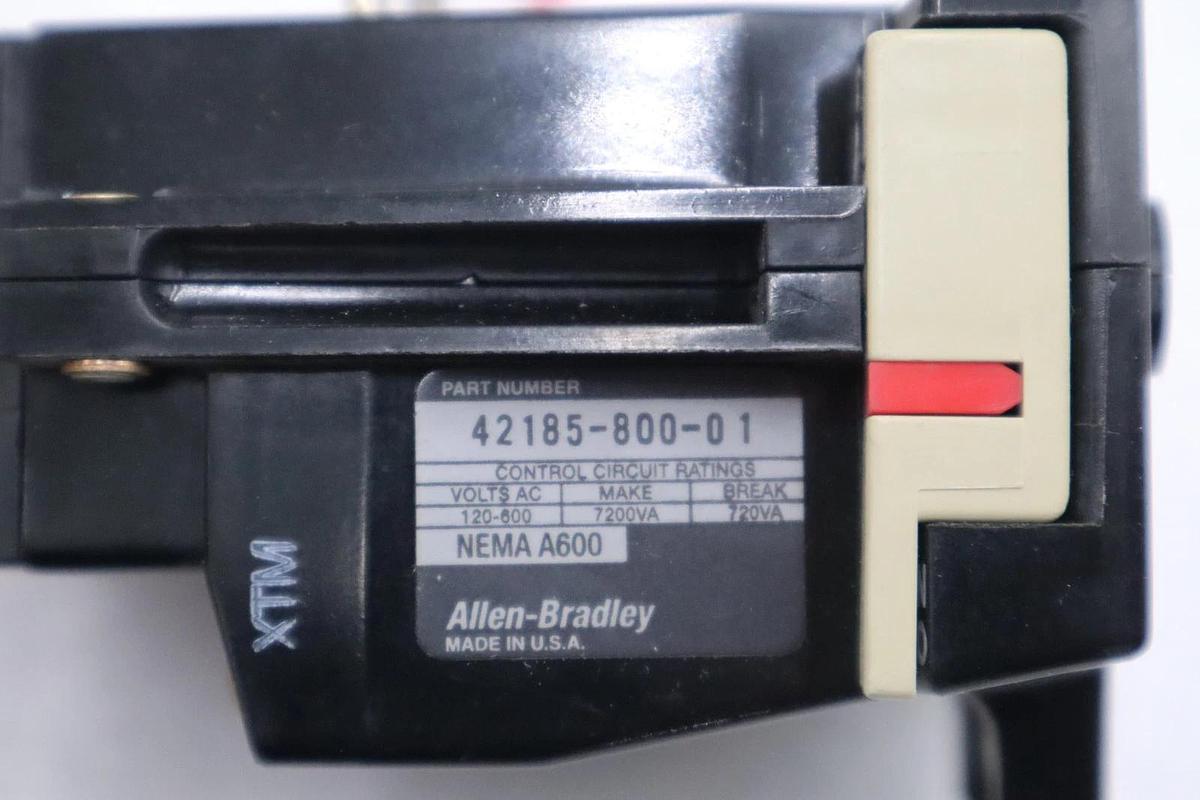 PART NUMBER
42185-800-01
CONTROL CIRCUIT RATINGS
VOLTS AC MAKE BREAK
120-600 7200VA 720VA
NEMA A600
Allen-Bradley
MADE IN U.S.A.
XTM